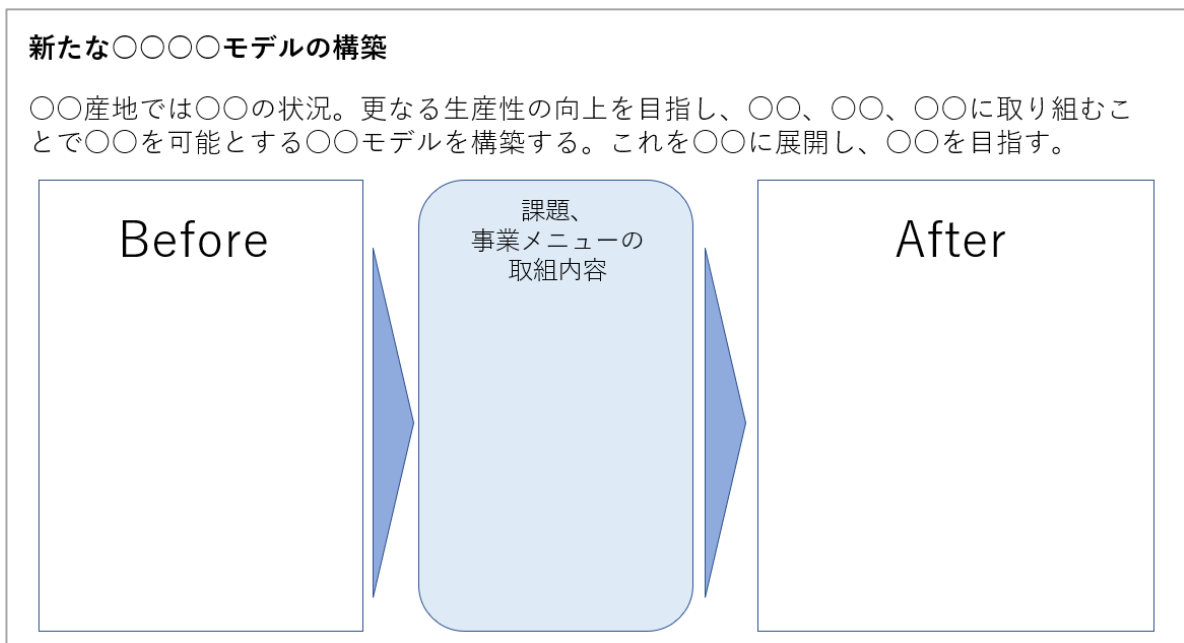 新たな○○○○モデルの構築
○○産地では○○の状況。更なる生産性の向上を目指し、○○、○○、○○に取り組むこ
とで○○を可能とする○○モデルを構築する。これを○○に展開し、○○を目指す。
Before
課題、
事業メニューの
取組内容
After